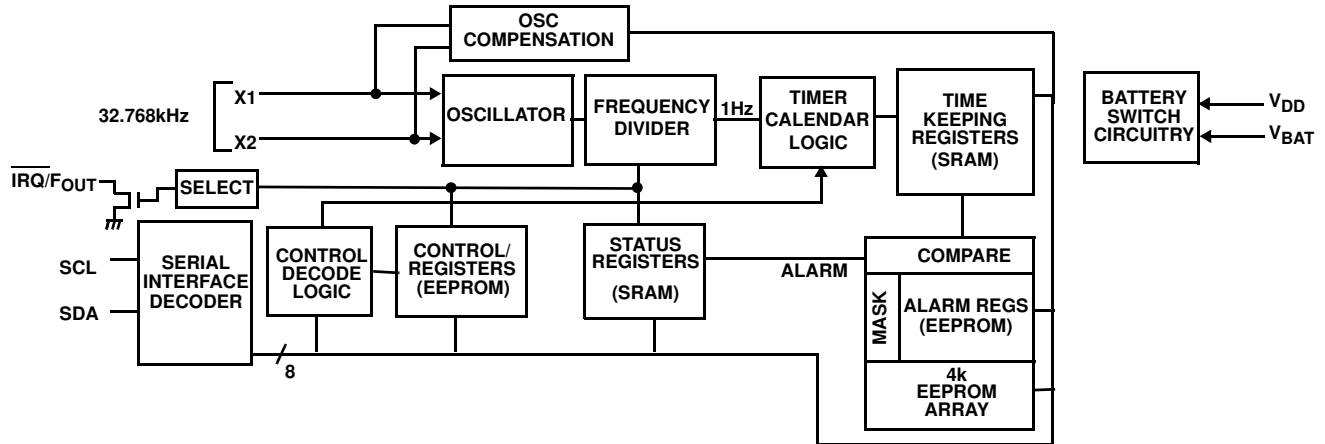 OSC
COMPENSATION
32.768kHz
X1
X2
OSCILLATOR
FREQUENCY
DIVIDER
1Hz
TIMER
CALENDAR
LOGIC
TIME
KEEPING
REGISTERS
(SRAM)
BATTERY
SWITCH
CIRCUITRY
VDD
VBAT
IRQ/FOUT
SELECT
SCL
SDA
SERIAL
INTERFACE
DECODER
CONTROL
DECODE
LOGIC
CONTROL/
REGISTERS
(EEPROM)
STATUS
REGISTERS
(SRAM)
ALARM
COMPARE
MASK
ALARM REGS
(EEPROM)
4k
EEPROM
ARRAY
8